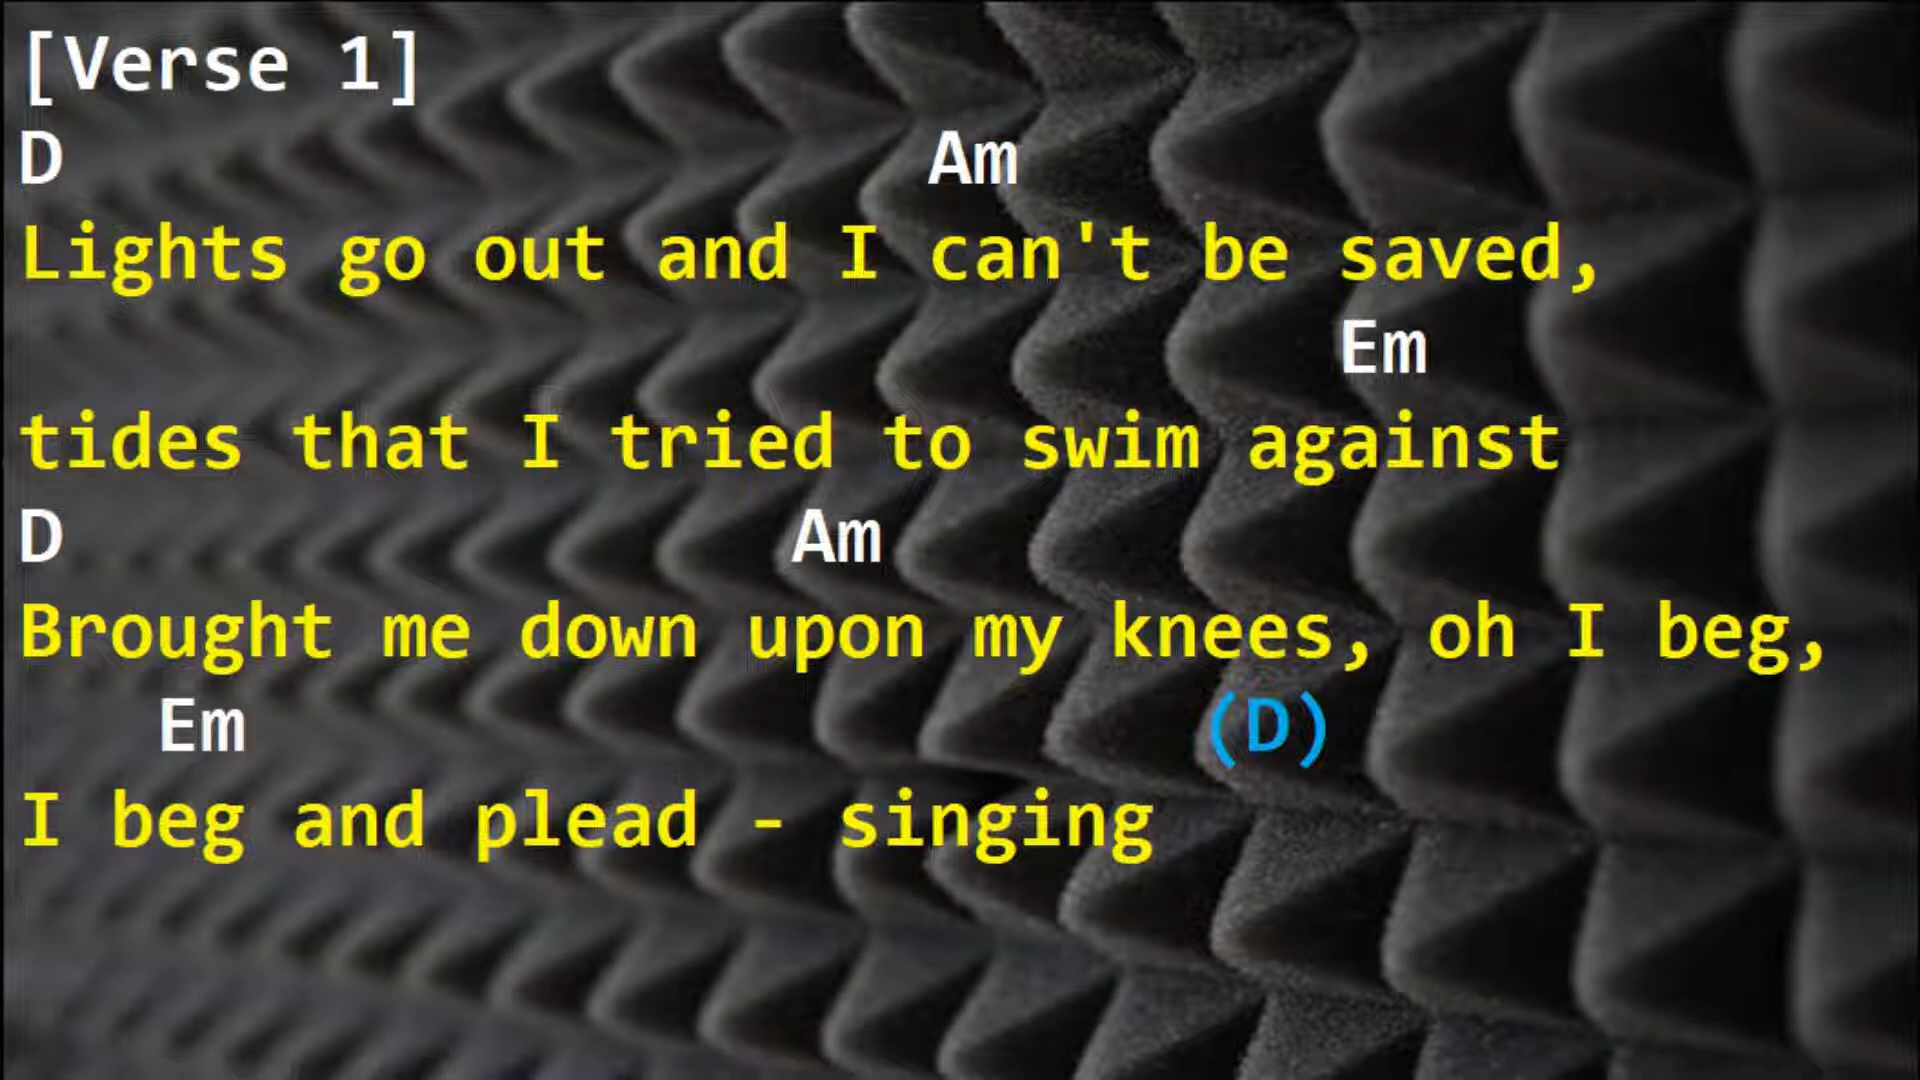 [Verse 1]
D Am
Lights go out and I can't be saved,
Em
tides that I tried to swim against
D Am
Brought me down upon my knees, oh I beg,
Em (D)
I beg and plead - singing